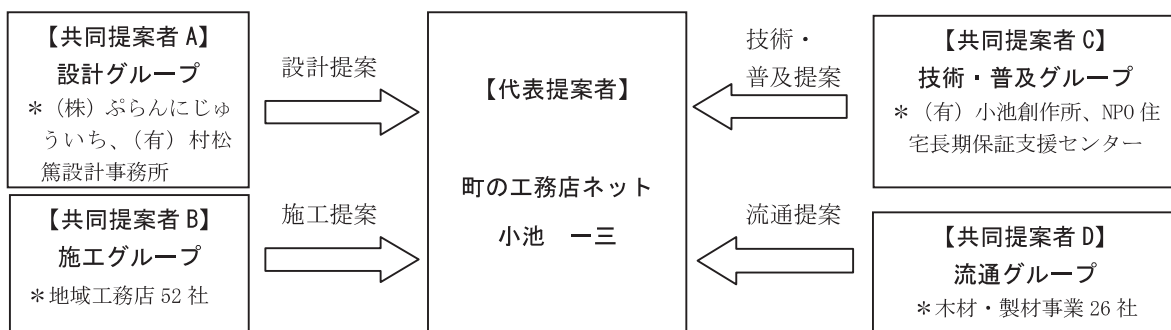 【共同提案者 A】
設計グループ
＊（株）ぷらんにじゅ
ういち、（有）村松
篤設計事務所
設計提案
【共同提案者 B】
施工グループ
＊地域工務店 52 社
施工提案
【代表提案者】
町の工務店ネット
小池　一三
技術・
普及提案
【共同提案者 C】
技術・普及グループ
＊（有）小池創作所、NPO 住
宅長期保証支援センター
流通提案
【共同提案者 D】
流通グループ
＊木材・製材事業 26 社